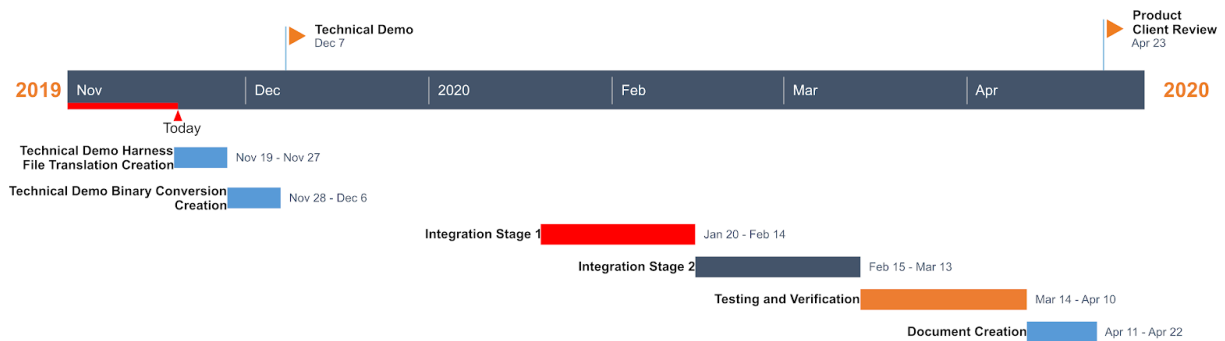 Technical Demo
Dec 7
Product
Client Review
Apr 23
2019
Nov
Dec
2020
Feb
Mar
Apr
2020
Today
Technical Demo Harness
File Translation Creation
Nov 19 - Nov 27
Technical Demo Binary Conversion
Creation
Nov 28 - Dec 6
Integration Stage 1
Jan 20 - Feb 14
Integration Stage 2
Feb 15 - Mar 13
Testing and Verification
Mar 14 - Apr 10
Document Creation
Apr 11 - Apr 22